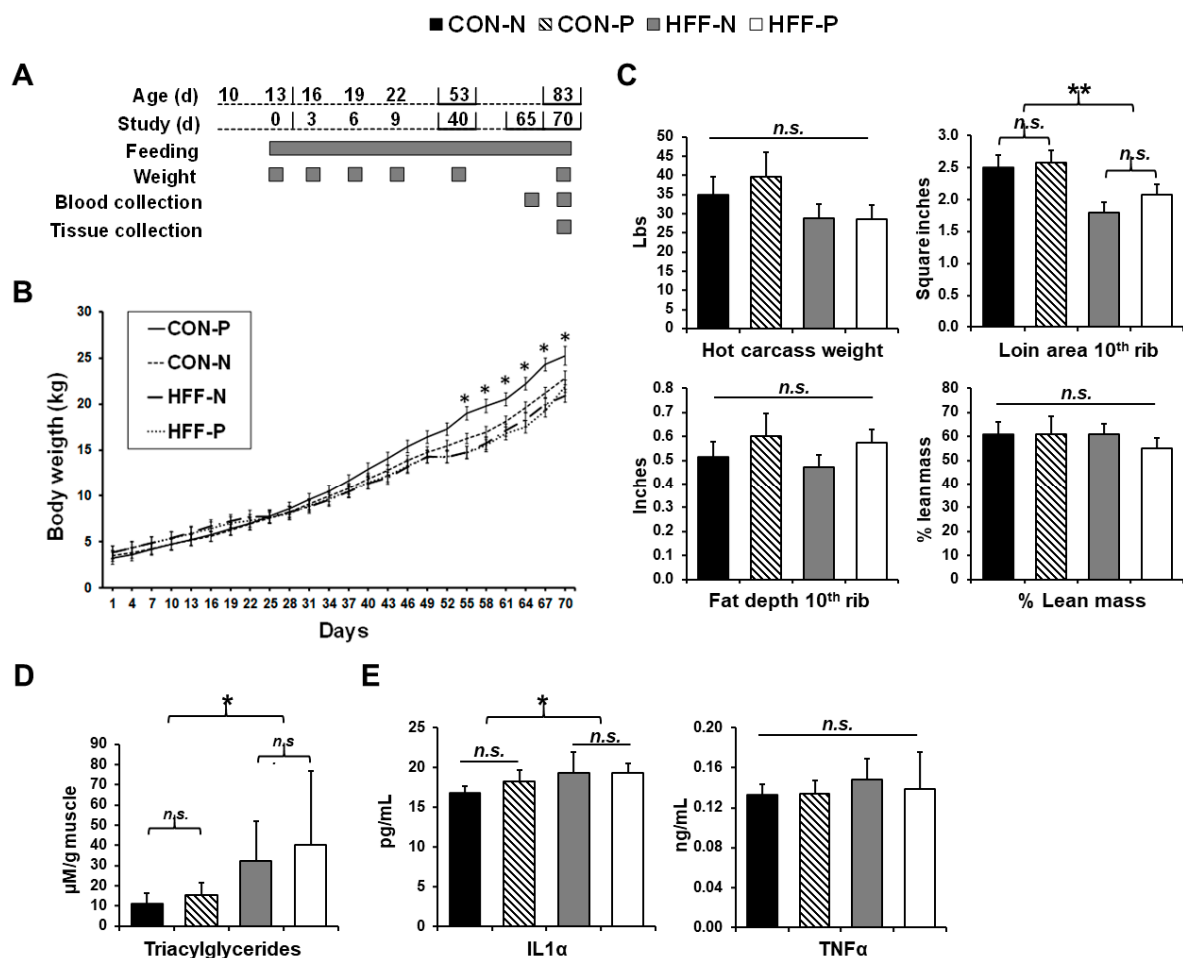 CON-N CON-P HFF-N HFF-P
A
Age (d) 10 13 16 19 22 53 83
Study (d) 0 3 6 9 40 65 70
Feeding
Weight
Blood collection
Tissue collection
B
Body weigth (kg)
30
25
20
15
10
5
0
CON-P
CON-N
HFF-N
HFF-P
* * * * * *
1 4 7 10 13 16 19 22 25 28 31 34 37 40 43 46 49 52 55 58 61 64 67 70
Days
C
Lbs
50
45
40
35
30
25
20
15
10
5
0
n.s.
Hot carcass weight
Square inches
3.0
2.5
2.0
1.5
1.0
0.5
0.0
**
n.s.
n.s.
Loin area 10th rib
Inches
0.8
0.7
0.6
0.5
0.4
0.3
0.2
0.1
0.0
n.s.
Fat depth 10th rib
% lean mass
80
70
60
50
40
30
20
10
0
n.s.
% Lean mass
D
µM/g muscle
90
80
70
60
50
40
30
20
10
0
*
n.s.
n.s
Triacylglycerides
E
pg/mL
25
20
15
10
5
0
*
n.s.
n.s.
IL1α
ng/mL
0.20
0.16
0.12
0.08
0.04
0.00
n.s.
TNFα